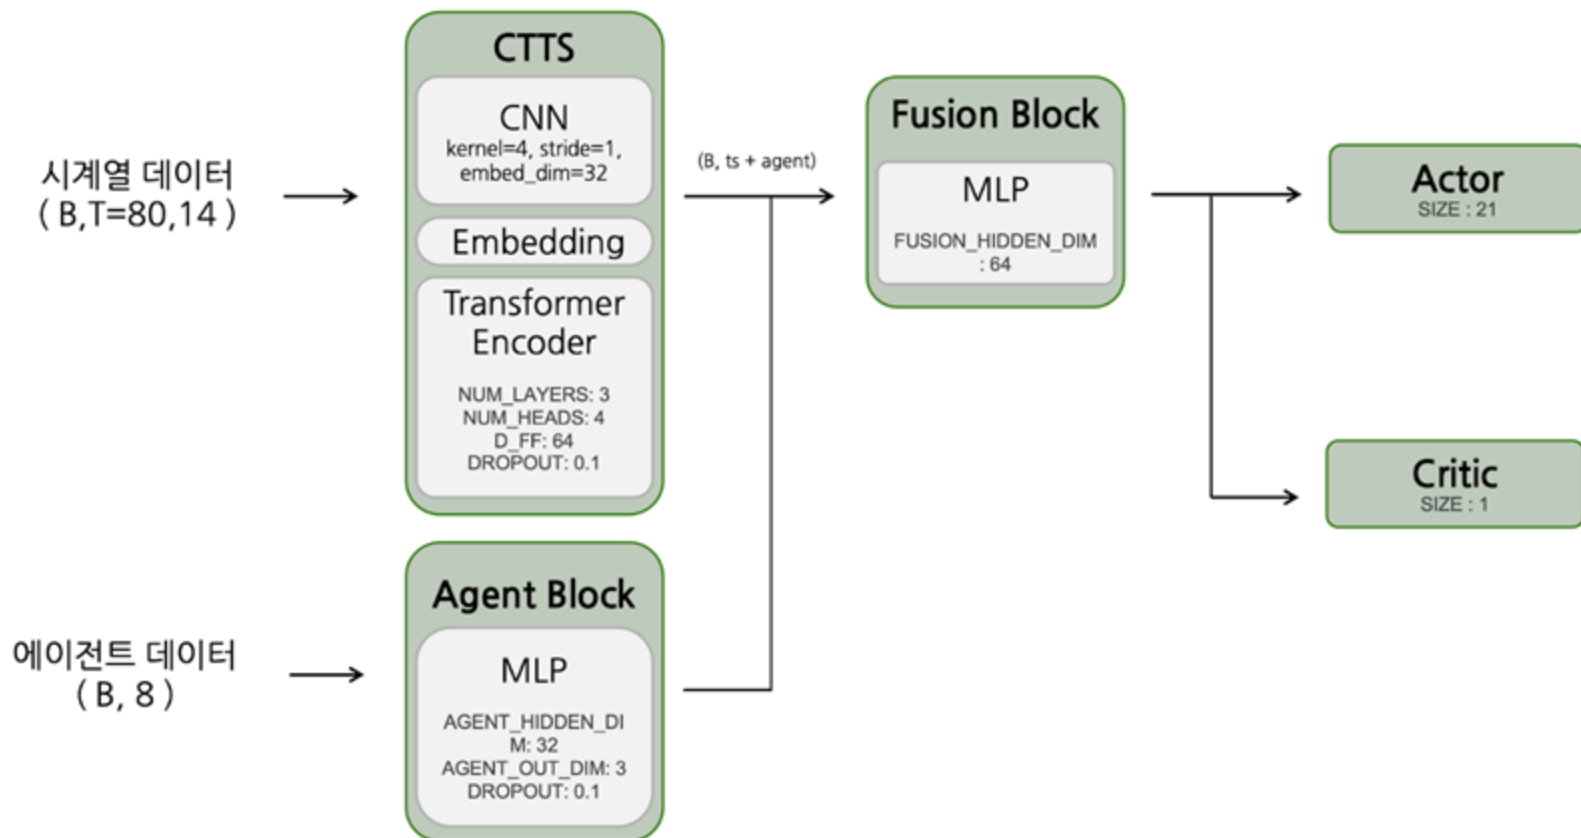 시계열 데이터
( B,T=80,14 )
CTTS
CNN
kernel=4, stride=1,
embed_dim=32
Embedding
Transformer
Encoder
NUM_LAYERS: 3
NUM_HEADS: 4
D_FF: 64
DROPOUT: 0.1
에이전트 데이터
( B, 8 )
Agent Block
MLP
AGENT_HIDDEN_DI
M: 32
AGENT_OUT_DIM: 3
DROPOUT: 0.1
(B, ts + agent)
Fusion Block
MLP
FUSION_HIDDEN_DIM
: 64
Actor
SIZE : 21
Critic
SIZE : 1